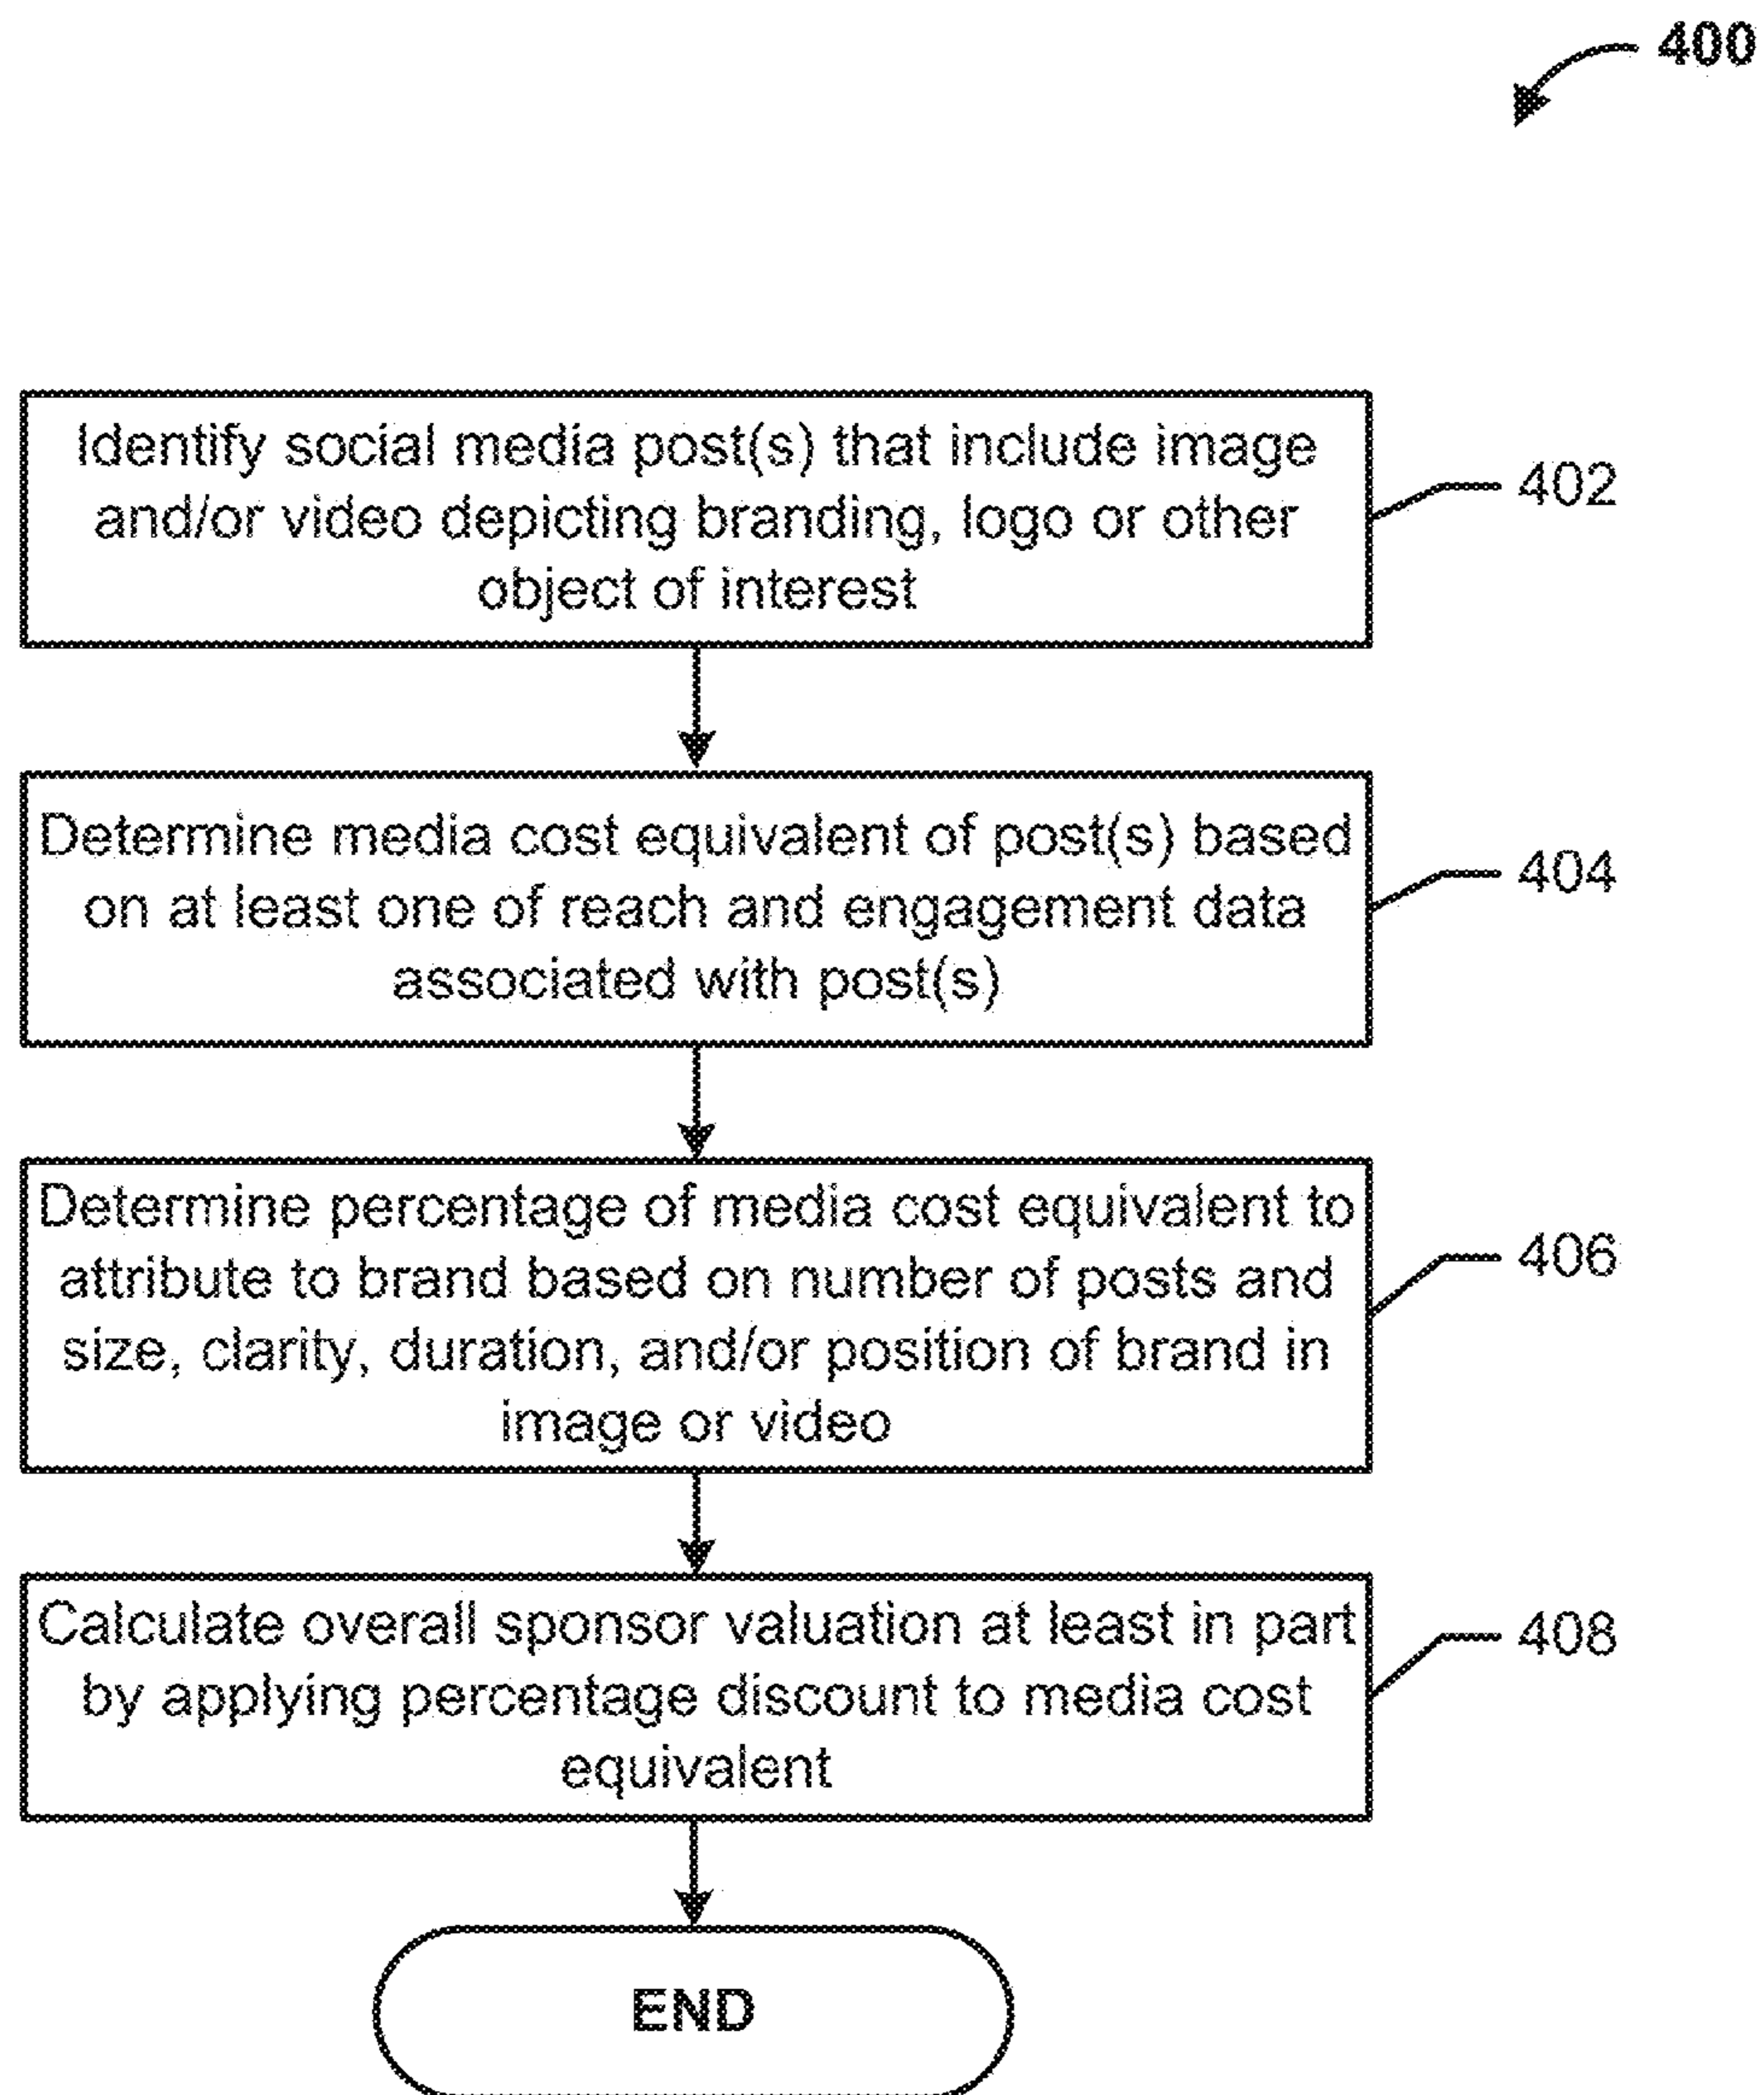 400
Identify social media post(s) that include image
and/or video depicting branding, logo or other
object of interest
402
Determine media cost equivalent of post(s) based
on at least one of reach and engagement data
associated with post(s)
404
Determine percentage of media cost equivalent to
attribute to brand based on number of posts and
size, clarity, duration, and/or position of brand in
image or video
406
Calculate overall sponsor valuation at least in part
by applying percentage discount to media cost
equivalent
408
END